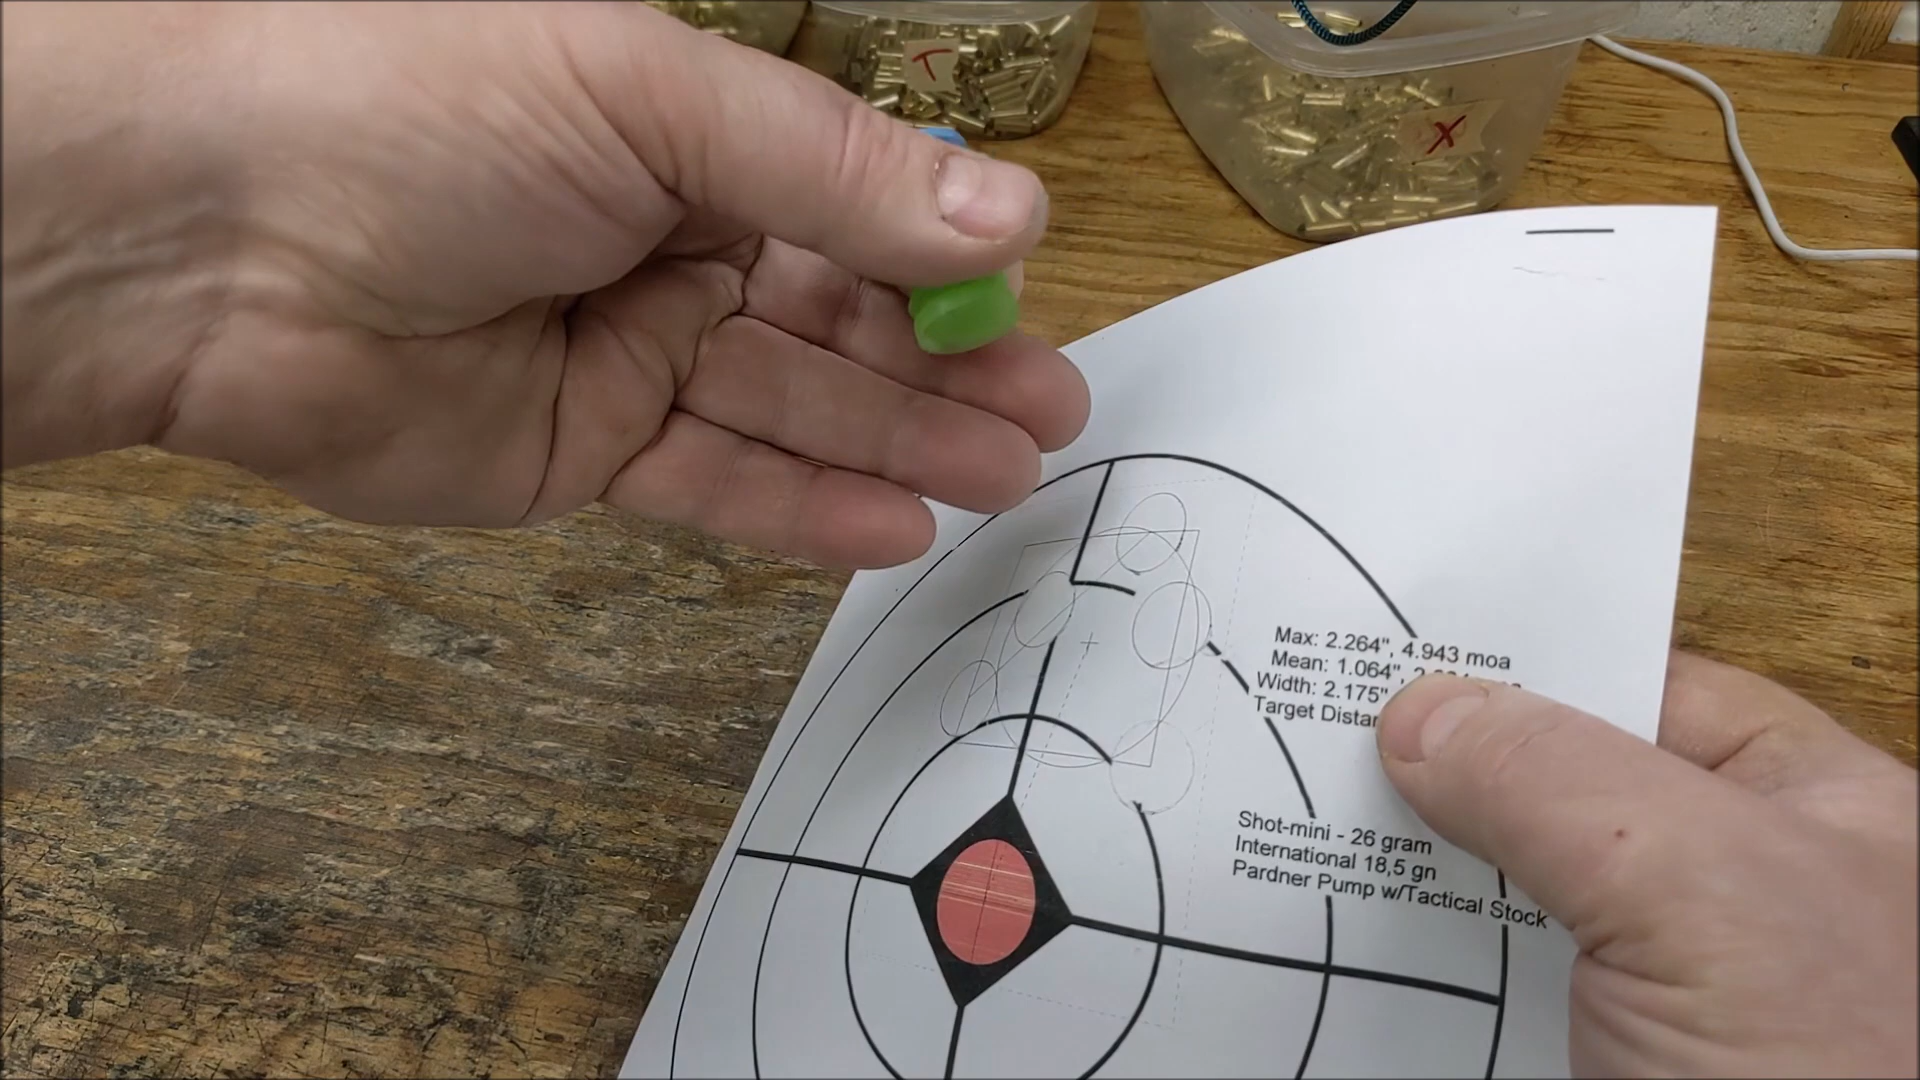 T
X
Max: 2.264", 4.943 moa
Mean: 1.064",
Width: 2.175"
Target
Shot-mini - 26 gram
International 18,5 gn
Pardner Pump w/Tactical Stock